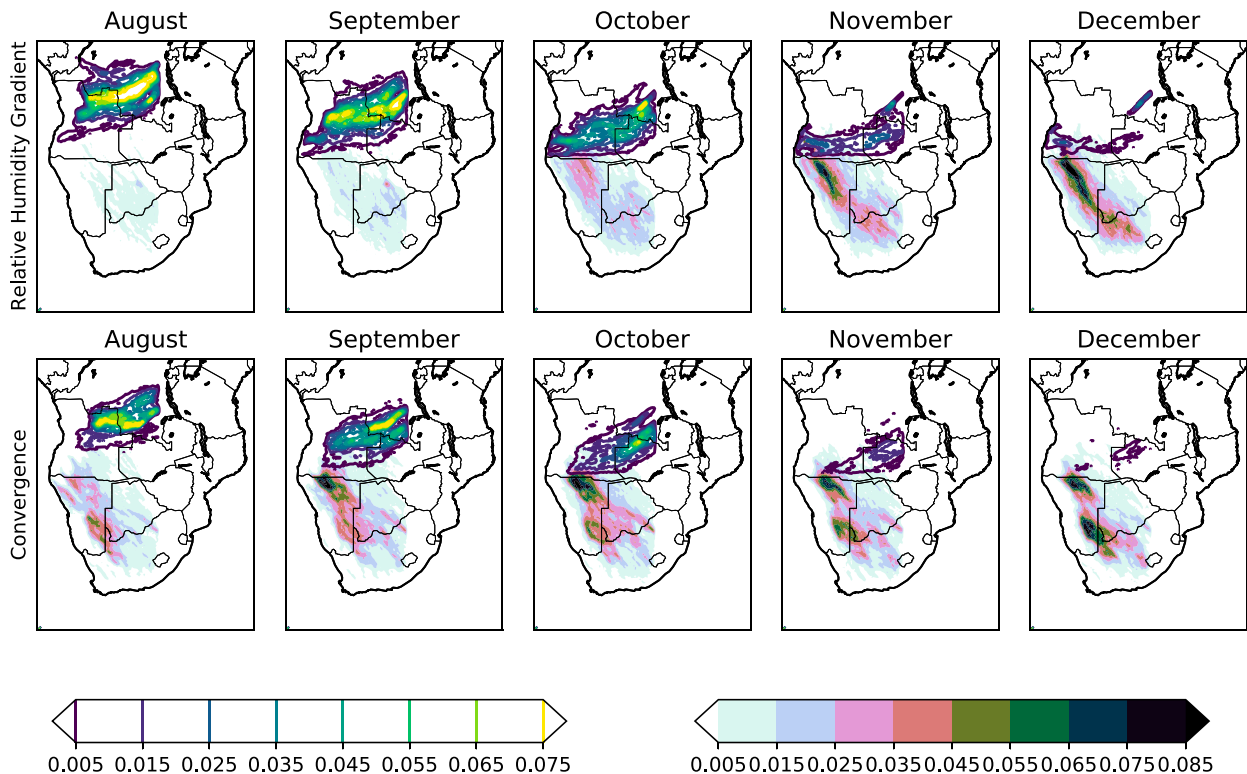 August September October November December
Relative Humidity Gradient
August September October November December
Convergence
0.005 0.015 0.025 0.035 0.045 0.055 0.065 0.075
0.005 0.015 0.025 0.035 0.045 0.055 0.065 0.075 0.085